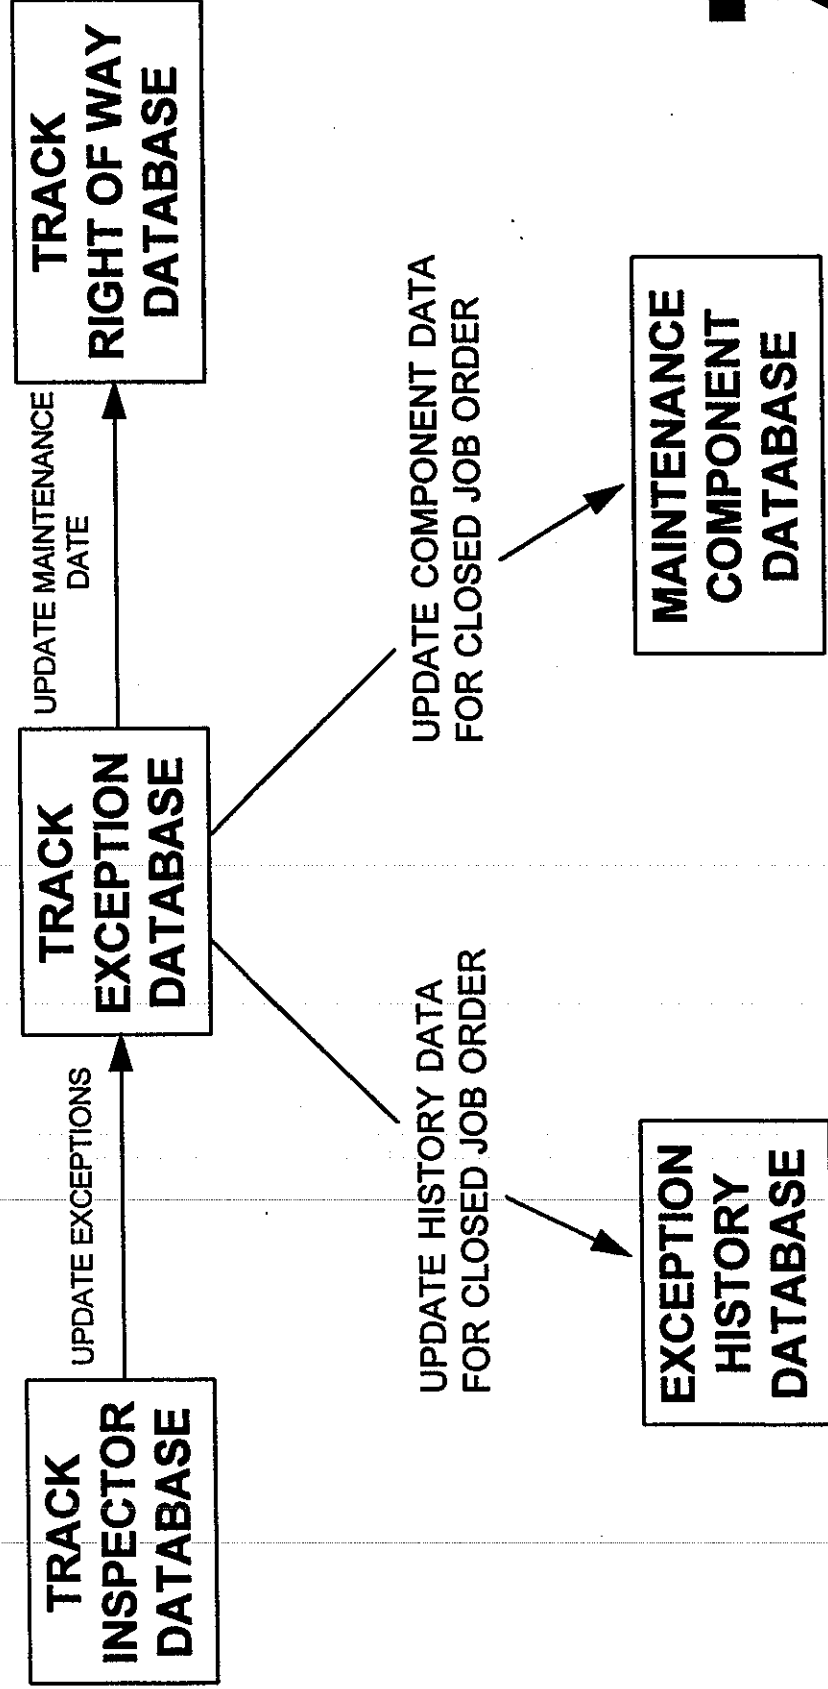 TRACK
INSPECTOR
DATABASE
UPDATE EXCEPTIONS
TRACK
EXCEPTION
DATABASE
UPDATE MAINTENANCE
DATE
TRACK
RIGHT OF WAY
DATABASE
UPDATE HISTORY DATA
FOR CLOSED JOB ORDER
UPDATE COMPONENT DATA
FOR CLOSED JOB ORDER
EXCEPTION
HISTORY
DATABASE
MAINTENANCE
COMPONENT
DATABASE